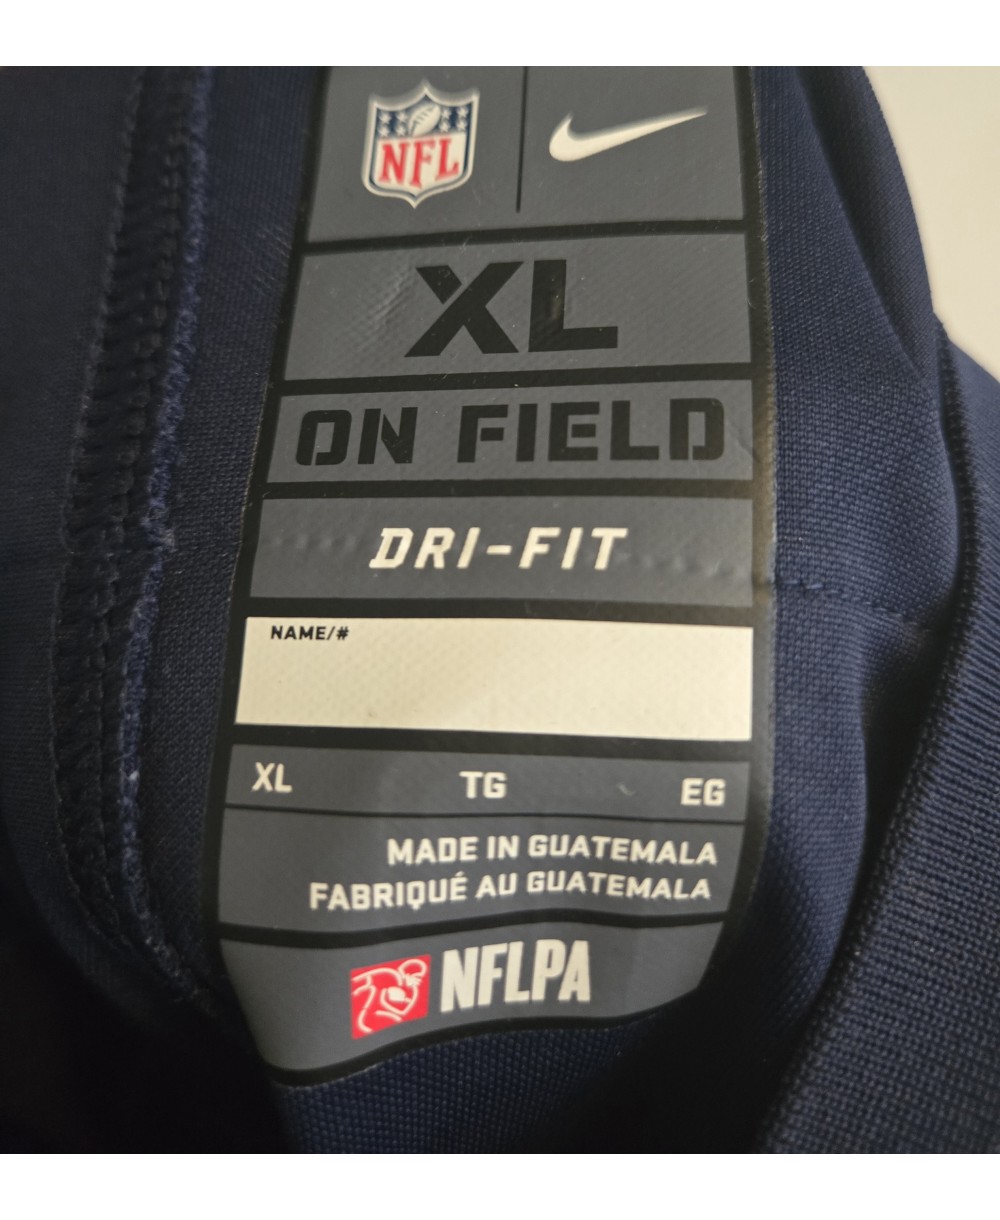 NFL
XL
ON FIELD
DRI-FIT
NAME/#
XL TG EG
MADE IN GUATEMALA
FABRIQUÉ AU GUATEMALA
NFLPA